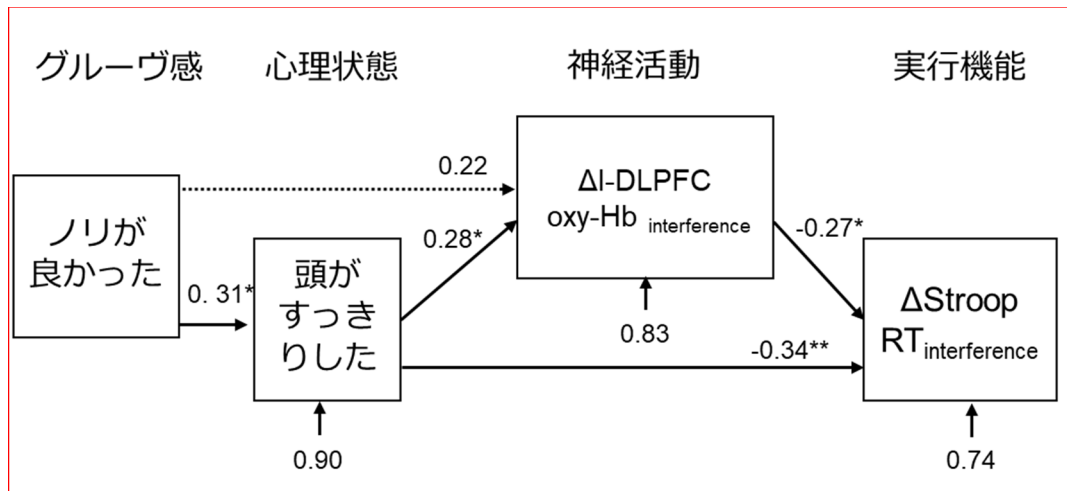 グルーヴ感
心理状態
神経活動
実行機能
ノリが
良かった
0.22
0. 31*
頭が
すっき
りした
0.90
0.28*
Δl-DLPFC
oxy-Hb interference
0.83
-0.27*
-0.34**
ΔStroop
RTinterference
0.74